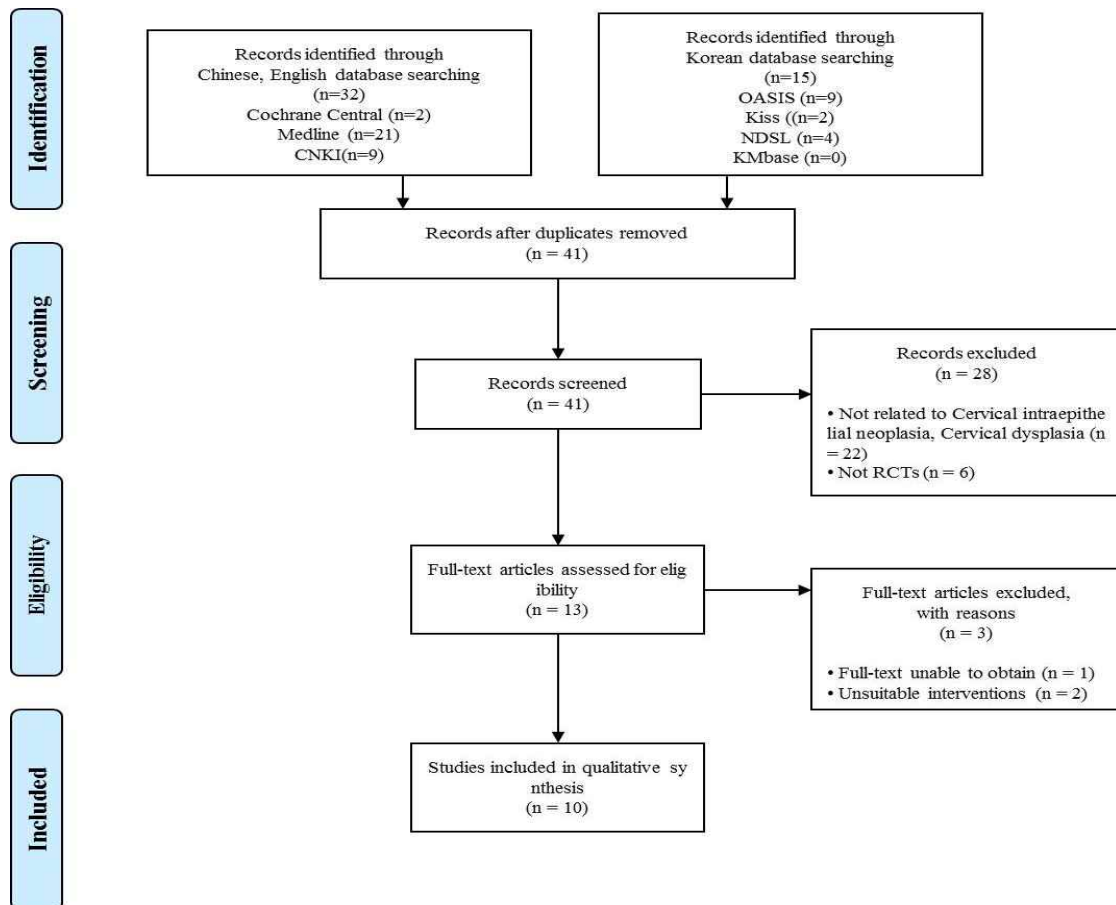 Identification
Records identified through
Chinese, English database searching
(n=32)
Cochrane Central (n=2)
Medline (n=21)
CNKI(n=9)
Records identified through
Korean database searching
(n=15)
OASIS (n=9)
Kiss ((n=2)
NDSL (n=4)
KMbase (n=0)
Records after duplicates removed
(n = 41)
Screening
Records screened
(n = 41)
Records excluded
(n = 28)
• Not related to Cervical intraepithe
lial neoplasia, Cervical dysplasia (n
= 22)
• Not RCTs (n = 6)
Eligibility
Full-text articles assessed for elig
ibility
(n = 13)
Full-text articles excluded,
with reasons
(n = 3)
• Full-text unable to obtain (n = 1)
• Unsuitable interventions (n = 2)
Included
Studies included in qualitative sy
nthesis
(n = 10)